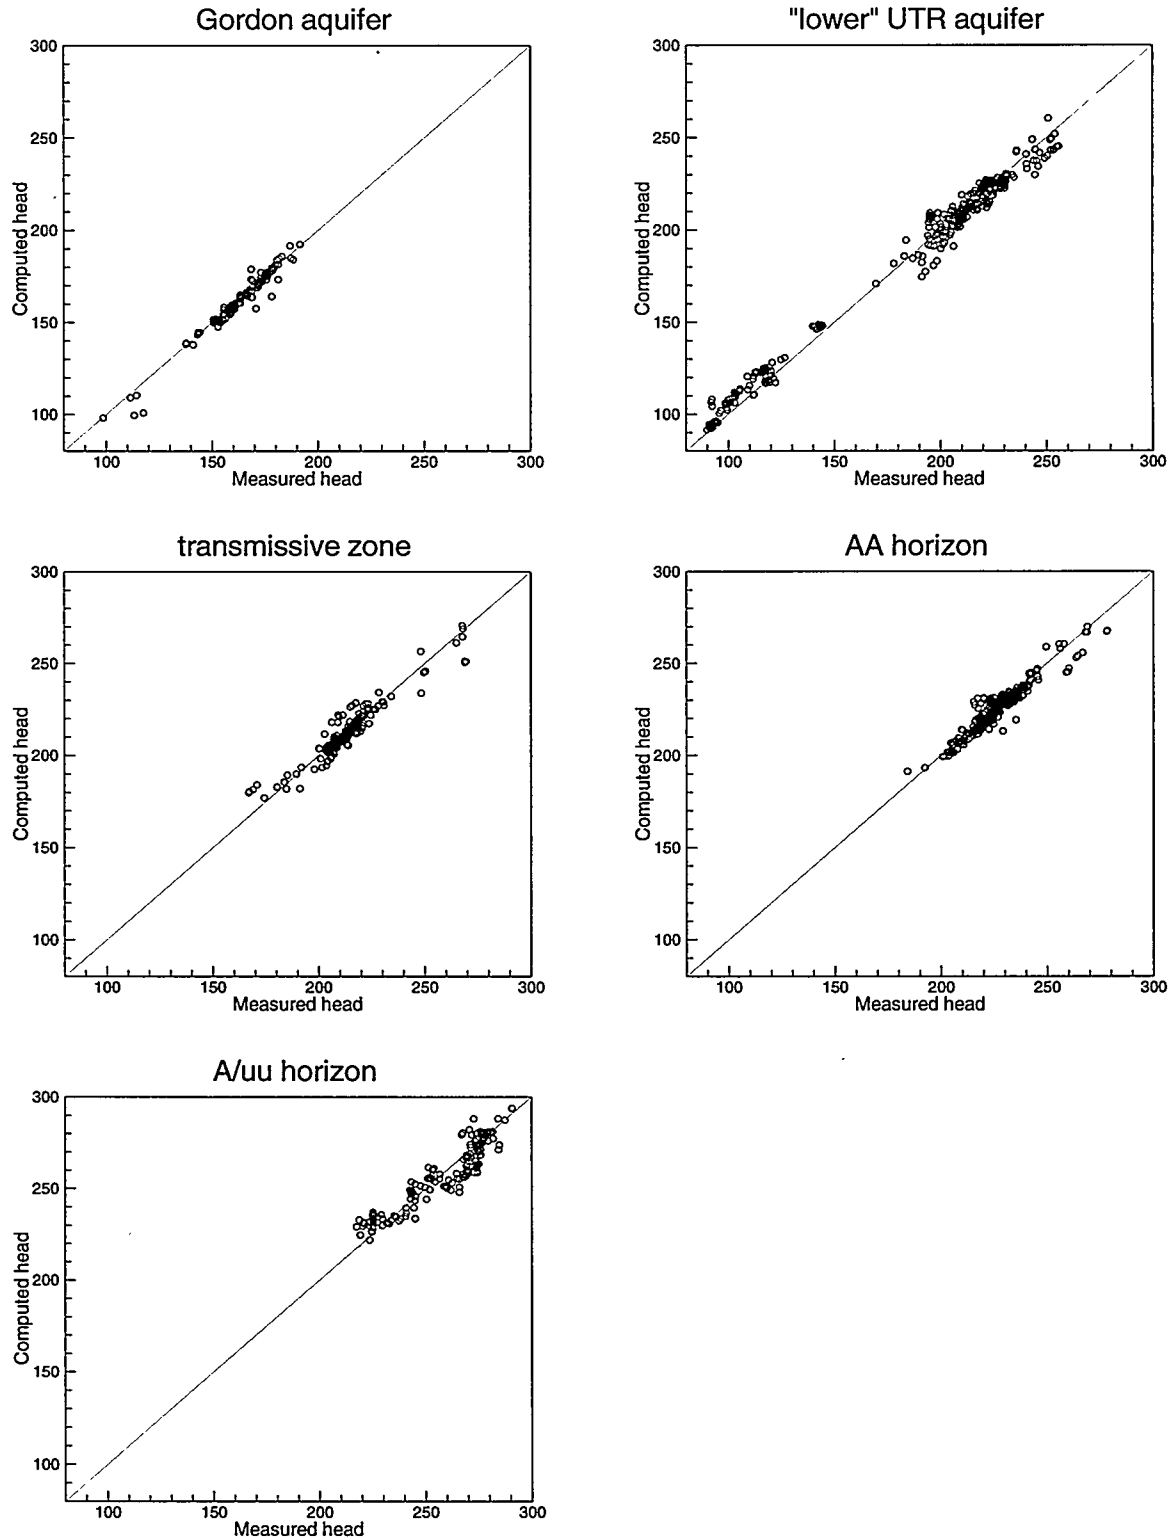 Gordon aquifer
300
250
200
150
100
Computed head
100 150 200 250 300
Measured head
"lower" UTR aquifer
300
250
200
150
100
Computed head
100 150 200 250 300
Measured head
transmissive zone
300
250
200
150
100
Computed head
100 150 200 250 300
Measured head
AA horizon
300
250
200
150
100
Computed head
100 150 200 250 300
Measured head
A/uu horizon
300
250
200
150
100
Computed head
100 150 200 250 300
Measured head